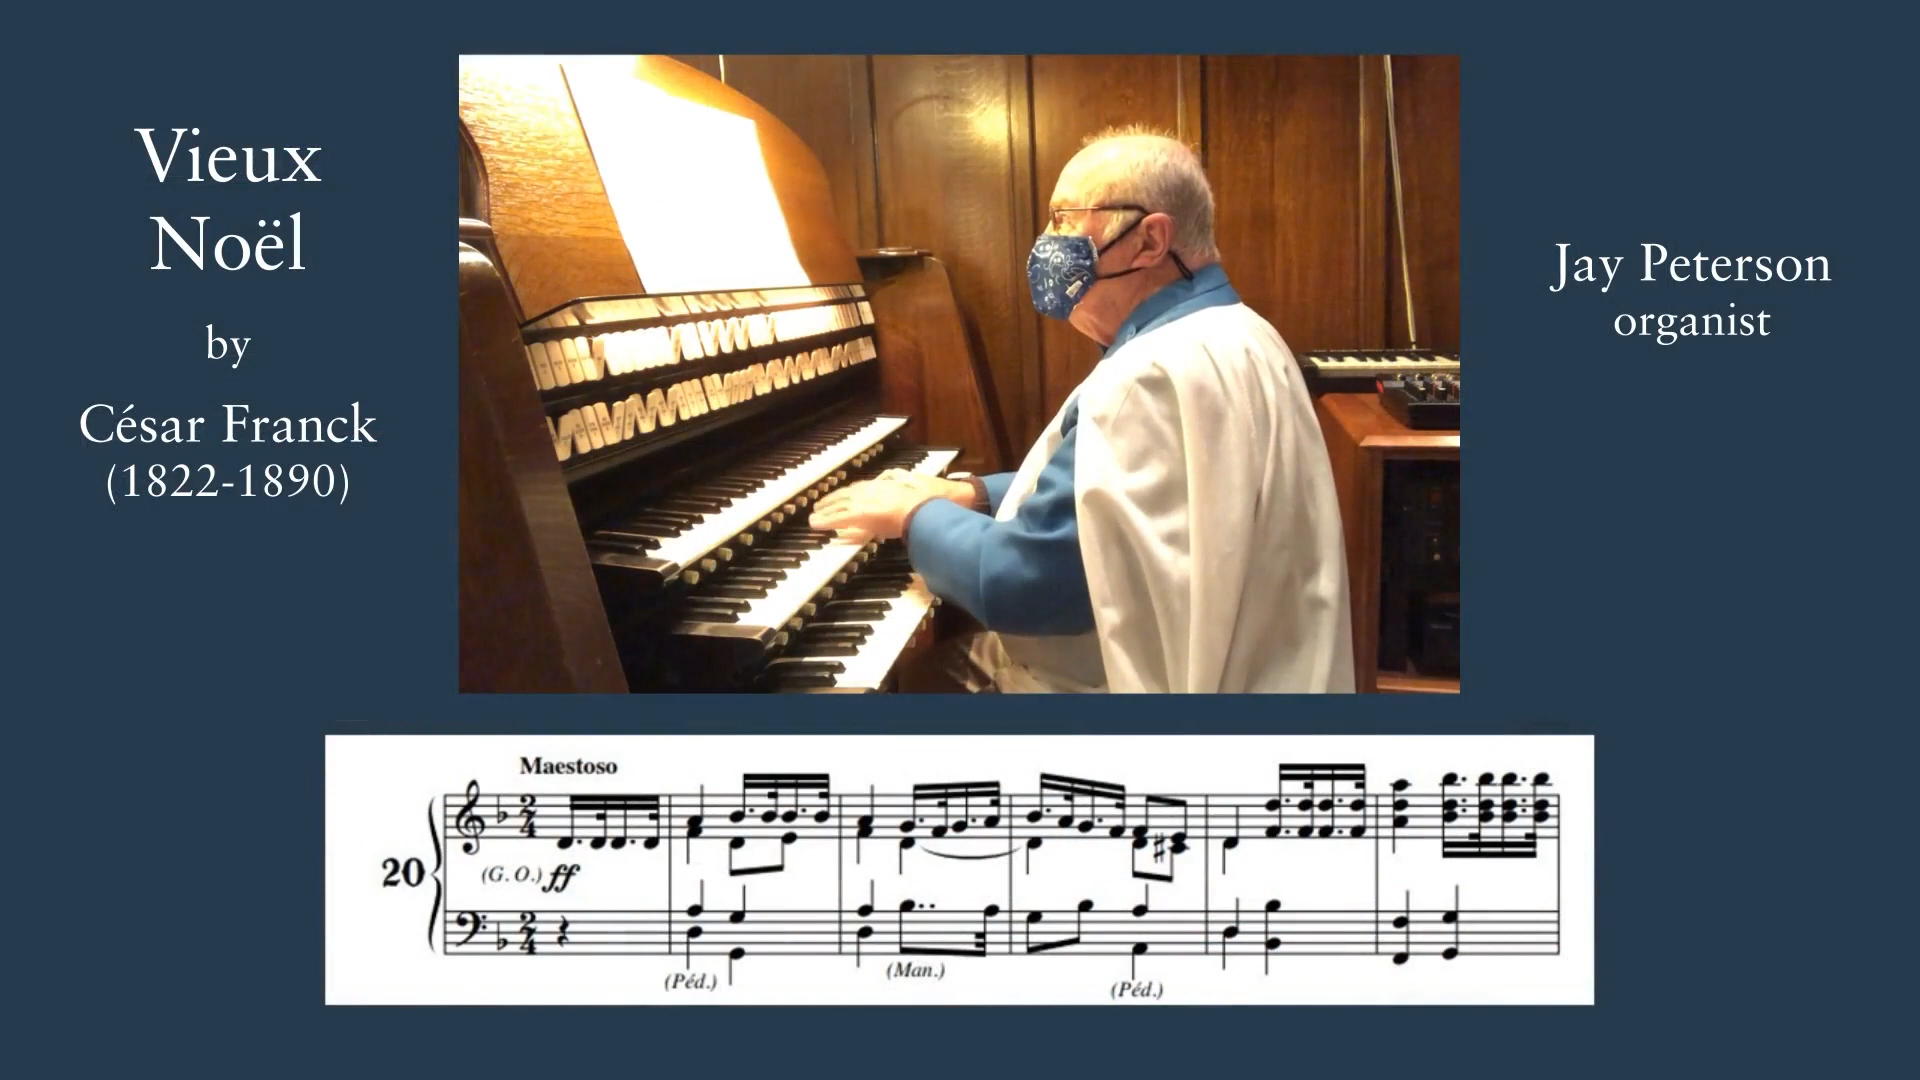 Vieux
Noël
by
César Franck
(1822-1890)
Jay Peterson
organist
Maestoso
20
(G. O.) ff
(Péd.)
(Man.)
(Péd.)